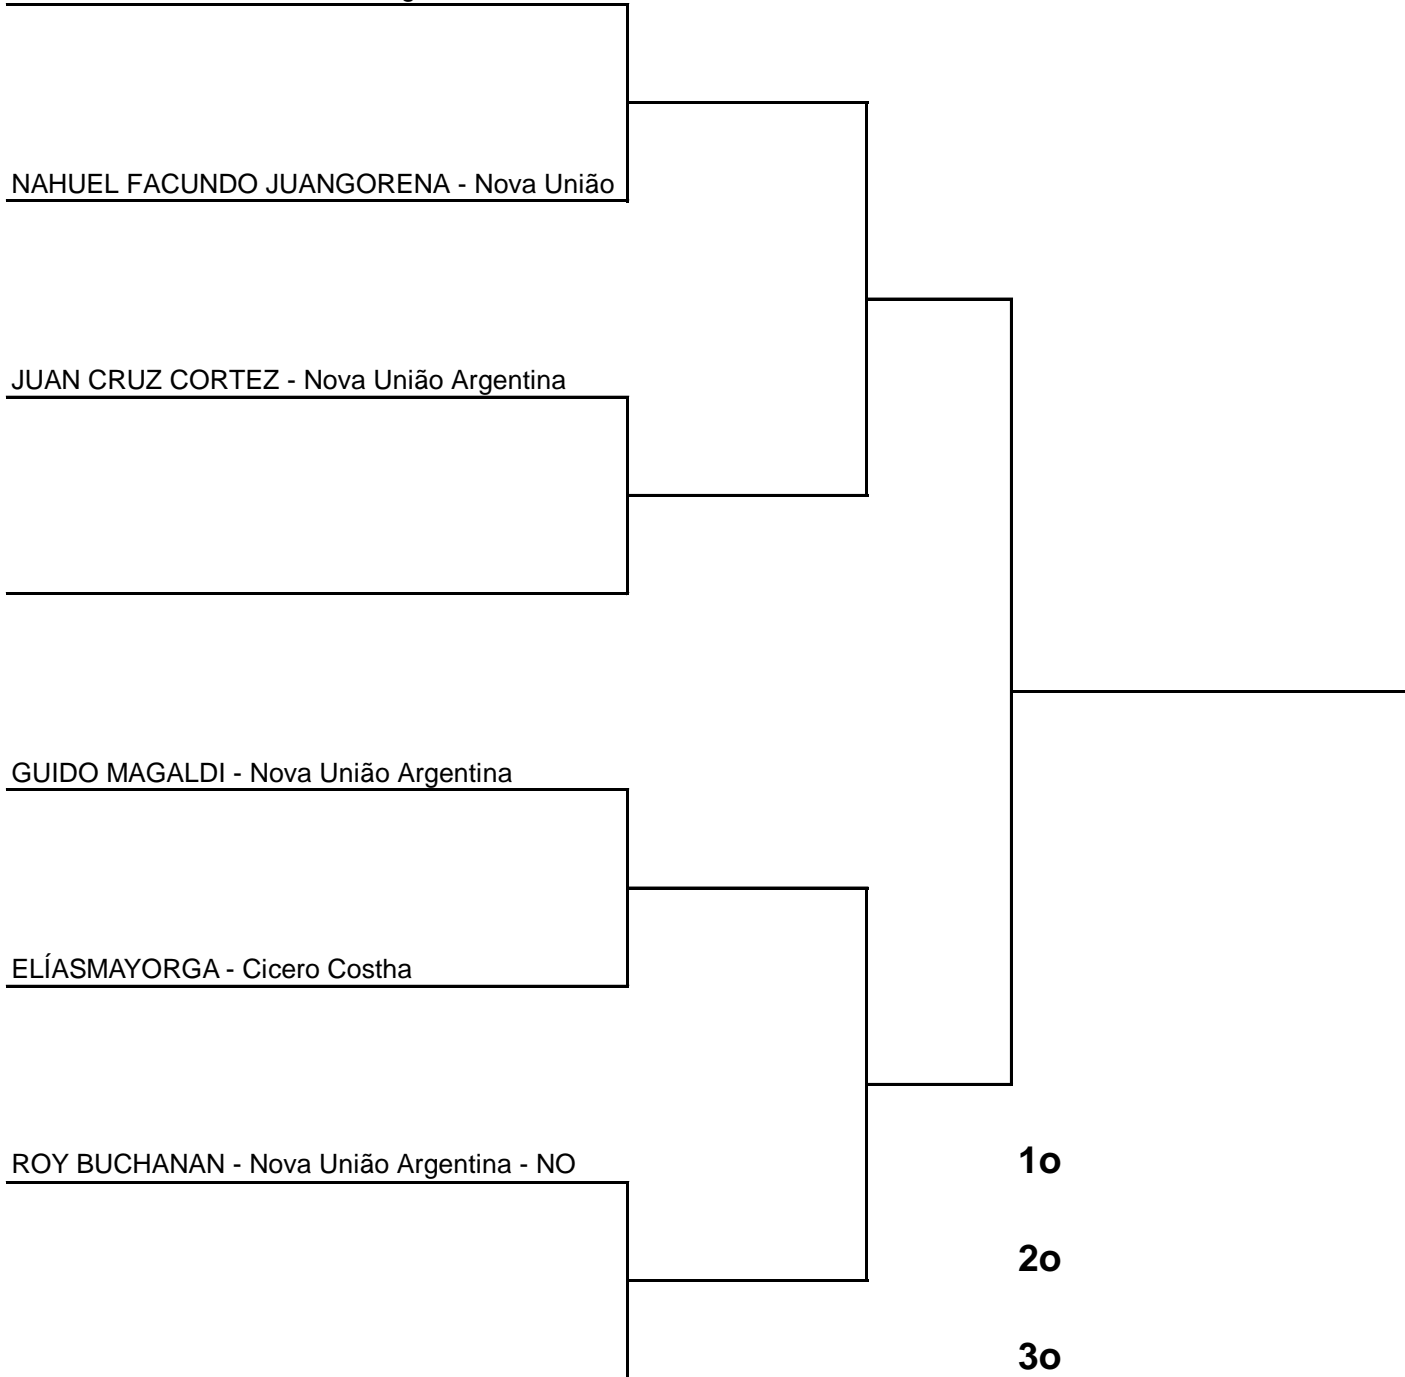 NAHUEL FACUNDO JUANGORENA - Nova União
JUAN CRUZ CORTEZ - Nova União Argentina
GUIDO MAGALDI - Nova União Argentina
ELÍASMAYORGA - Cicero Costha
ROY BUCHANAN - Nova União Argentina - NO
1o
2o
3o